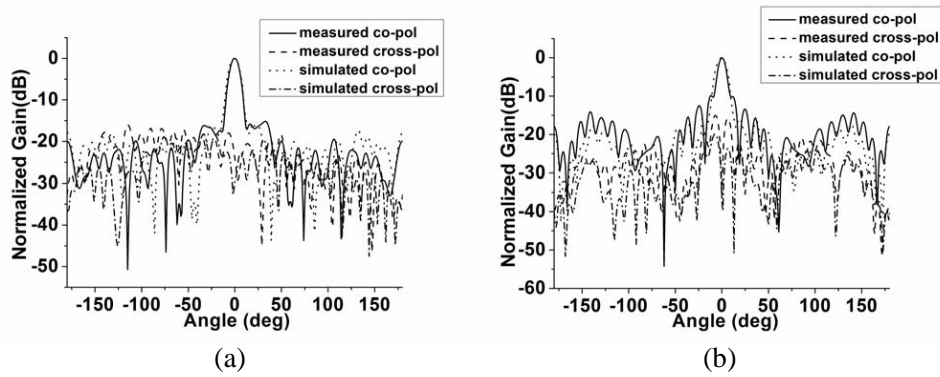 measured co-pol
measured cross-pol
simulated co-pol
simulated cross-pol
Normalized Gain(dB)
0
-10
-20
-30
-40
-50
-150 -100 -50 0 50 100 150
Angle (deg)
(a)
measured co-pol
measured cross-pol
simulated co-pol
simulated cross-pol
Normalized Gain(dB)
0
-10
-20
-30
-40
-50
-60
-150 -100 -50 0 50 100 150
Angle (deg)
(b)